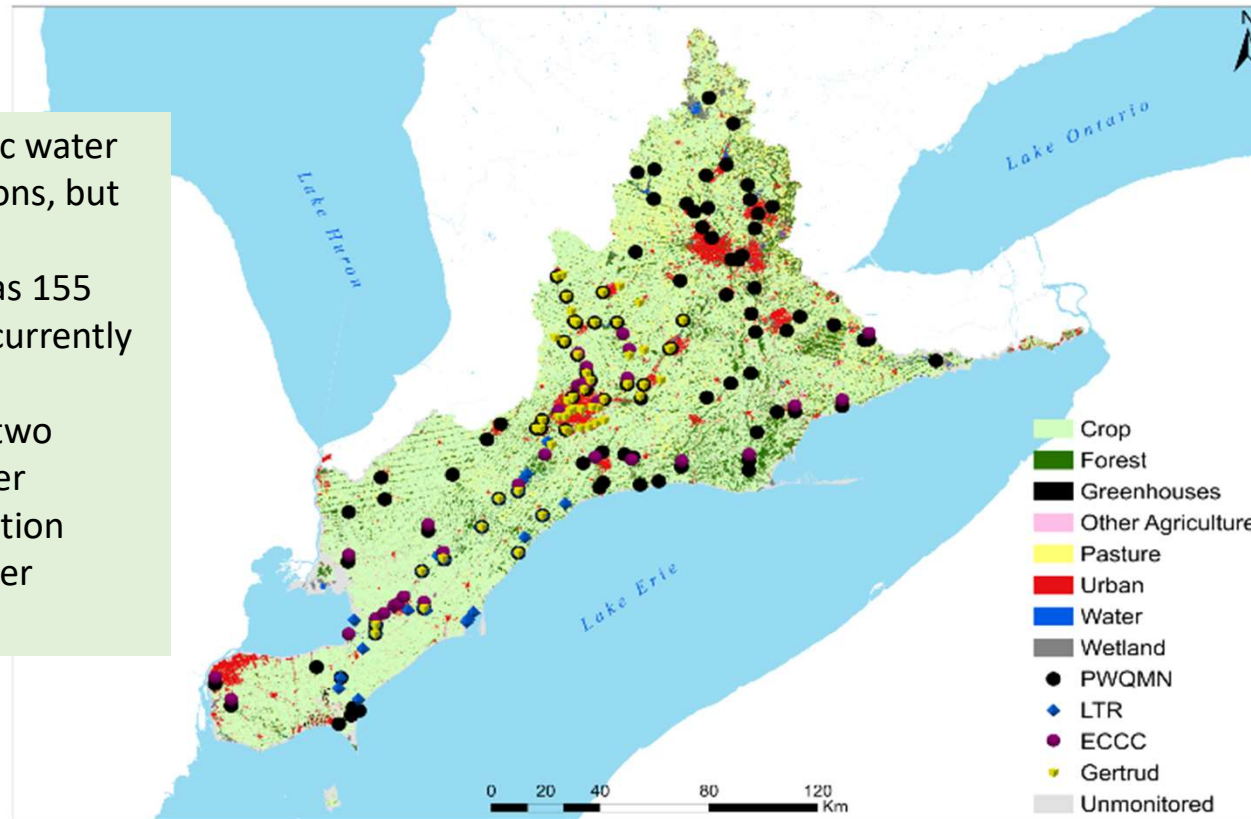 c water
ons, but
as 155
currently
two
er
tion
er
N
Lake Huron
Lake Ontario
Lake Erie
Crop
Forest
Greenhouses
Other Agriculture
Pasture
Urban
Water
Wetland
PWQMN
LTR
ECCC
Gertrud
Unmonitored
0 20 40 80 120
Km